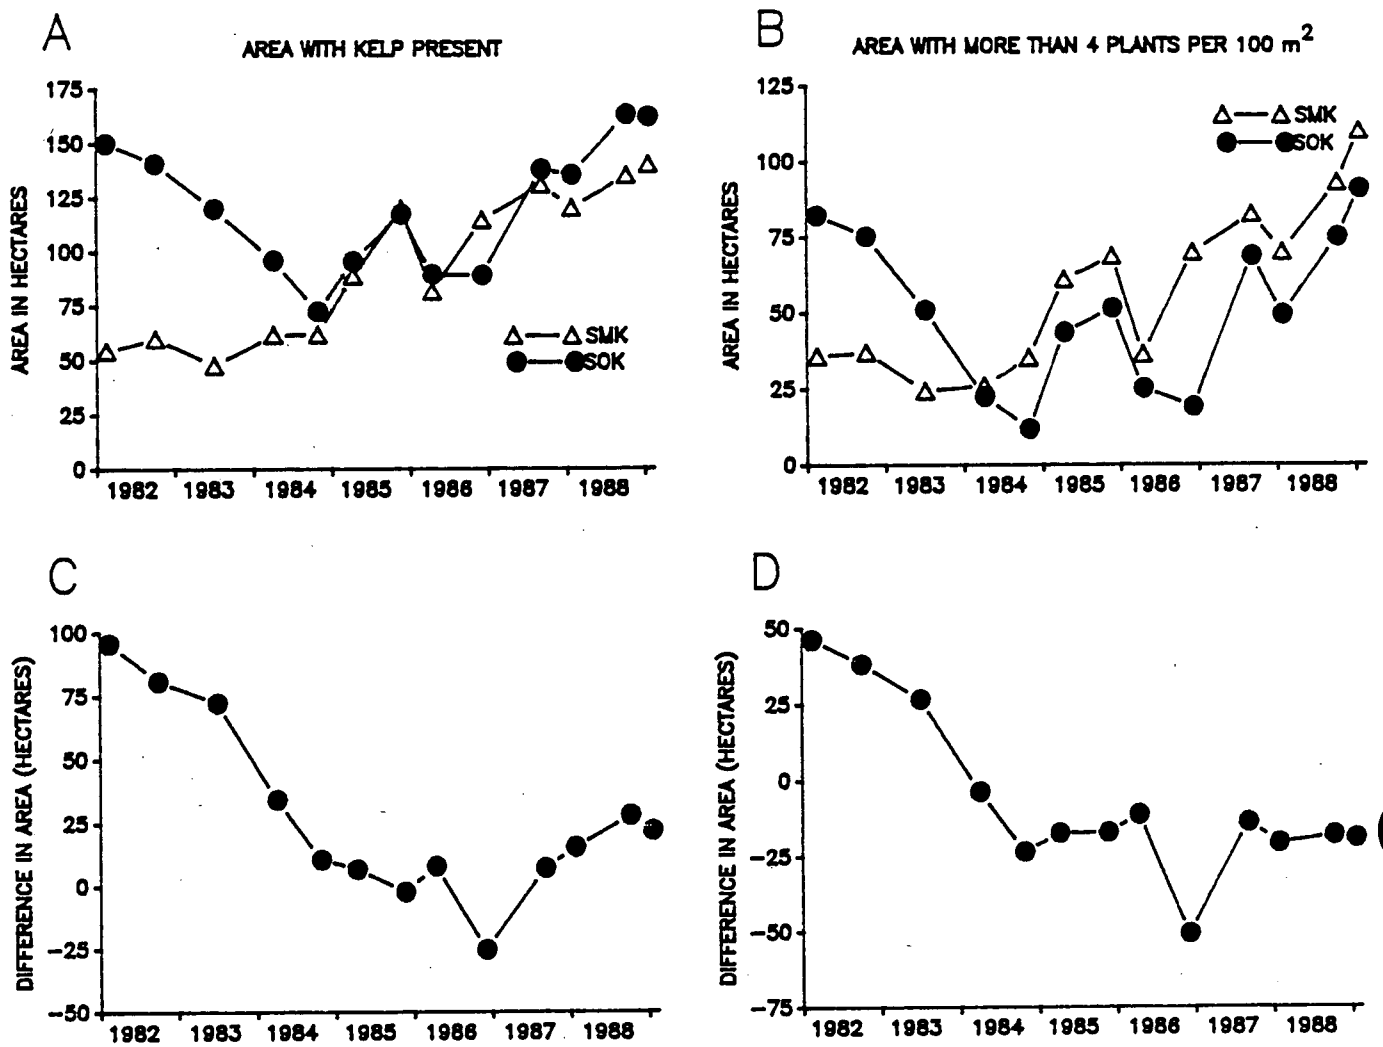 A
AREA WITH KELP PRESENT
175
150
125
100
75
50
25
0
AREA IN HECTARES
SMK
SOK
1982 1983 1984 1985 1986 1987 1988
B
AREA WITH MORE THAN 4 PLANTS PER 100 m²
125
100
75
50
25
0
AREA IN HECTARES
SMK
SOK
1982 1983 1984 1985 1986 1987 1988
C
100
75
50
25
0
-25
-50
DIFFERENCE IN AREA (HECTARES)
1982 1983 1984 1985 1986 1987 1988
D
50
25
0
-25
-50
-75
DIFFERENCE IN AREA (HECTARES)
1982 1983 1984 1985 1986 1987 1988